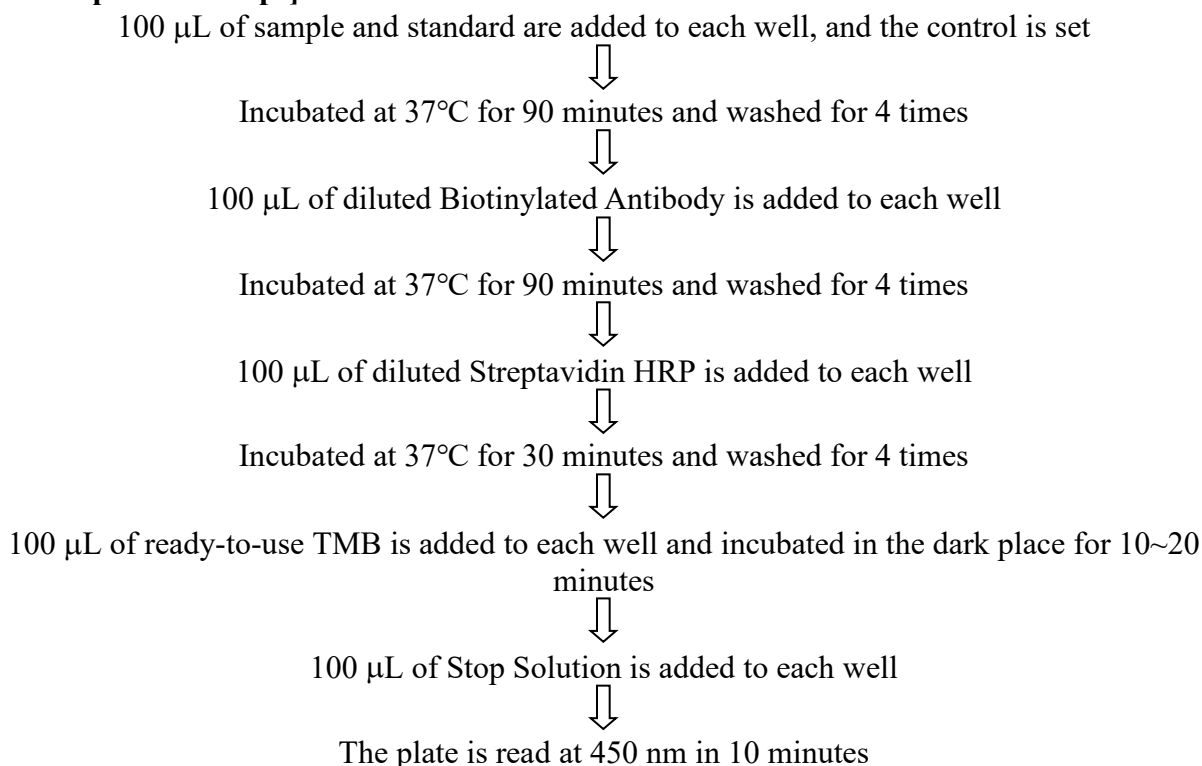 100 μL of sample and standard are added to each well, and the control is set
Incubated at 37℃ for 90 minutes and washed for 4 times
100 μL of diluted Biotinylated Antibody is added to each well
Incubated at 37℃ for 90 minutes and washed for 4 times
100 μL of diluted Streptavidin HRP is added to each well
Incubated at 37℃ for 30 minutes and washed for 4 times
100 μL of ready-to-use TMB is added to each well and incubated in the dark place for 10~20
minutes
100 μL of Stop Solution is added to each well
The plate is read at 450 nm in 10 minutes